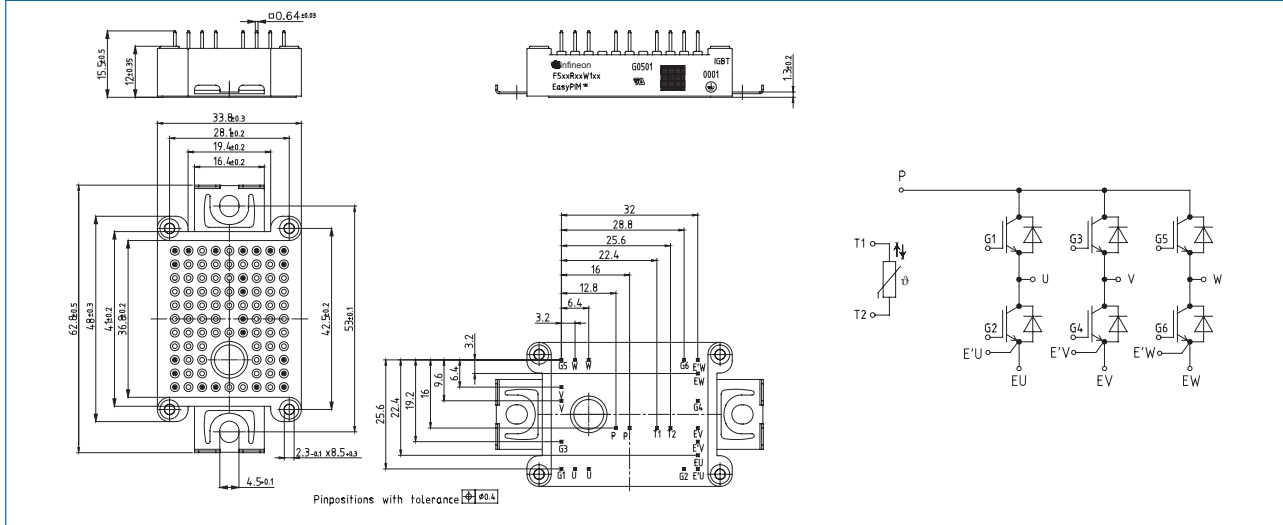 □0.64±0.03
15.5±0.5
12±0.35
infineon
FSxxRxxW1xx
EasyPIM™
G0501
IGBT
0001
1.3±0.2
33.8±0.3
28.1±0.2
19.4±0.2
16.4±0.2
62.8±0.5
48±0.3
41±0.2
36.8±0.2
42.5±0.2
53±0.1
2.3-0.1 x8.5+0.3
4.5±0.1
32
28.8
25.6
22.4
16
12.8
6.4
3.2
3.2
6.4
9.6
16
19.2
22.4
25.6
G5 W W G6 E'W
EW
V
V
G4
P P T1 T2 EV
G3 E'V
EU
G1 U U G2 E'U
Pinpositions with tolerance ⌖ ø0.4
P
T1
T2
ϑ
G1 G3 G5
U V W
G2 G4 G6
E'U E'V E'W
EU EV EW